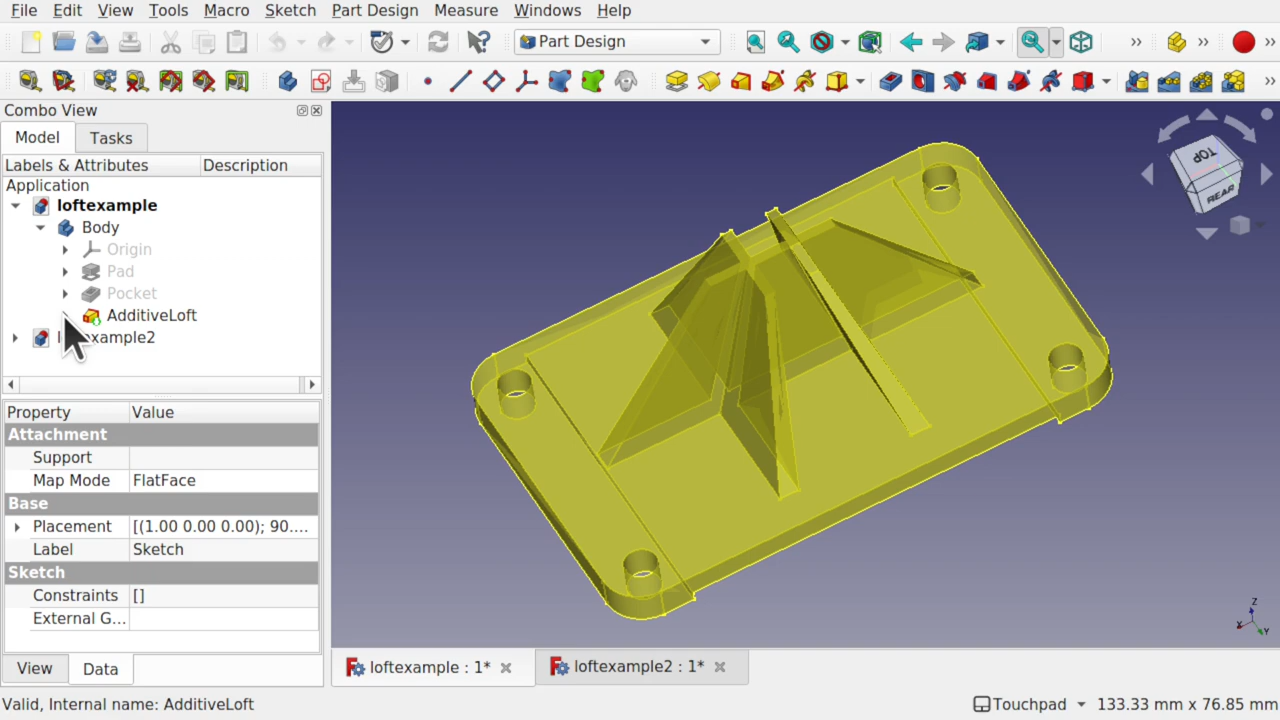 File Edit View Tools Macro Sketch Part Design Measure Windows Help
Part Design
Combo View
Model Tasks
Labels & Attributes Description
Application
loftexample
Body
Origin
Pad
Pocket
AdditiveLoft
example2
TOP
REAR
Property Value
Attachment
Support
Map Mode FlatFace
Base
Placement [(1.00 0.00 0.00); 90....
Label Sketch
Sketch
Constraints []
External G...
Z
X
Y
View Data
loftexample : 1*
loftexample2 : 1*
Valid, Internal name: AdditiveLoft
Touchpad 133.33 mm x 76.85 mm